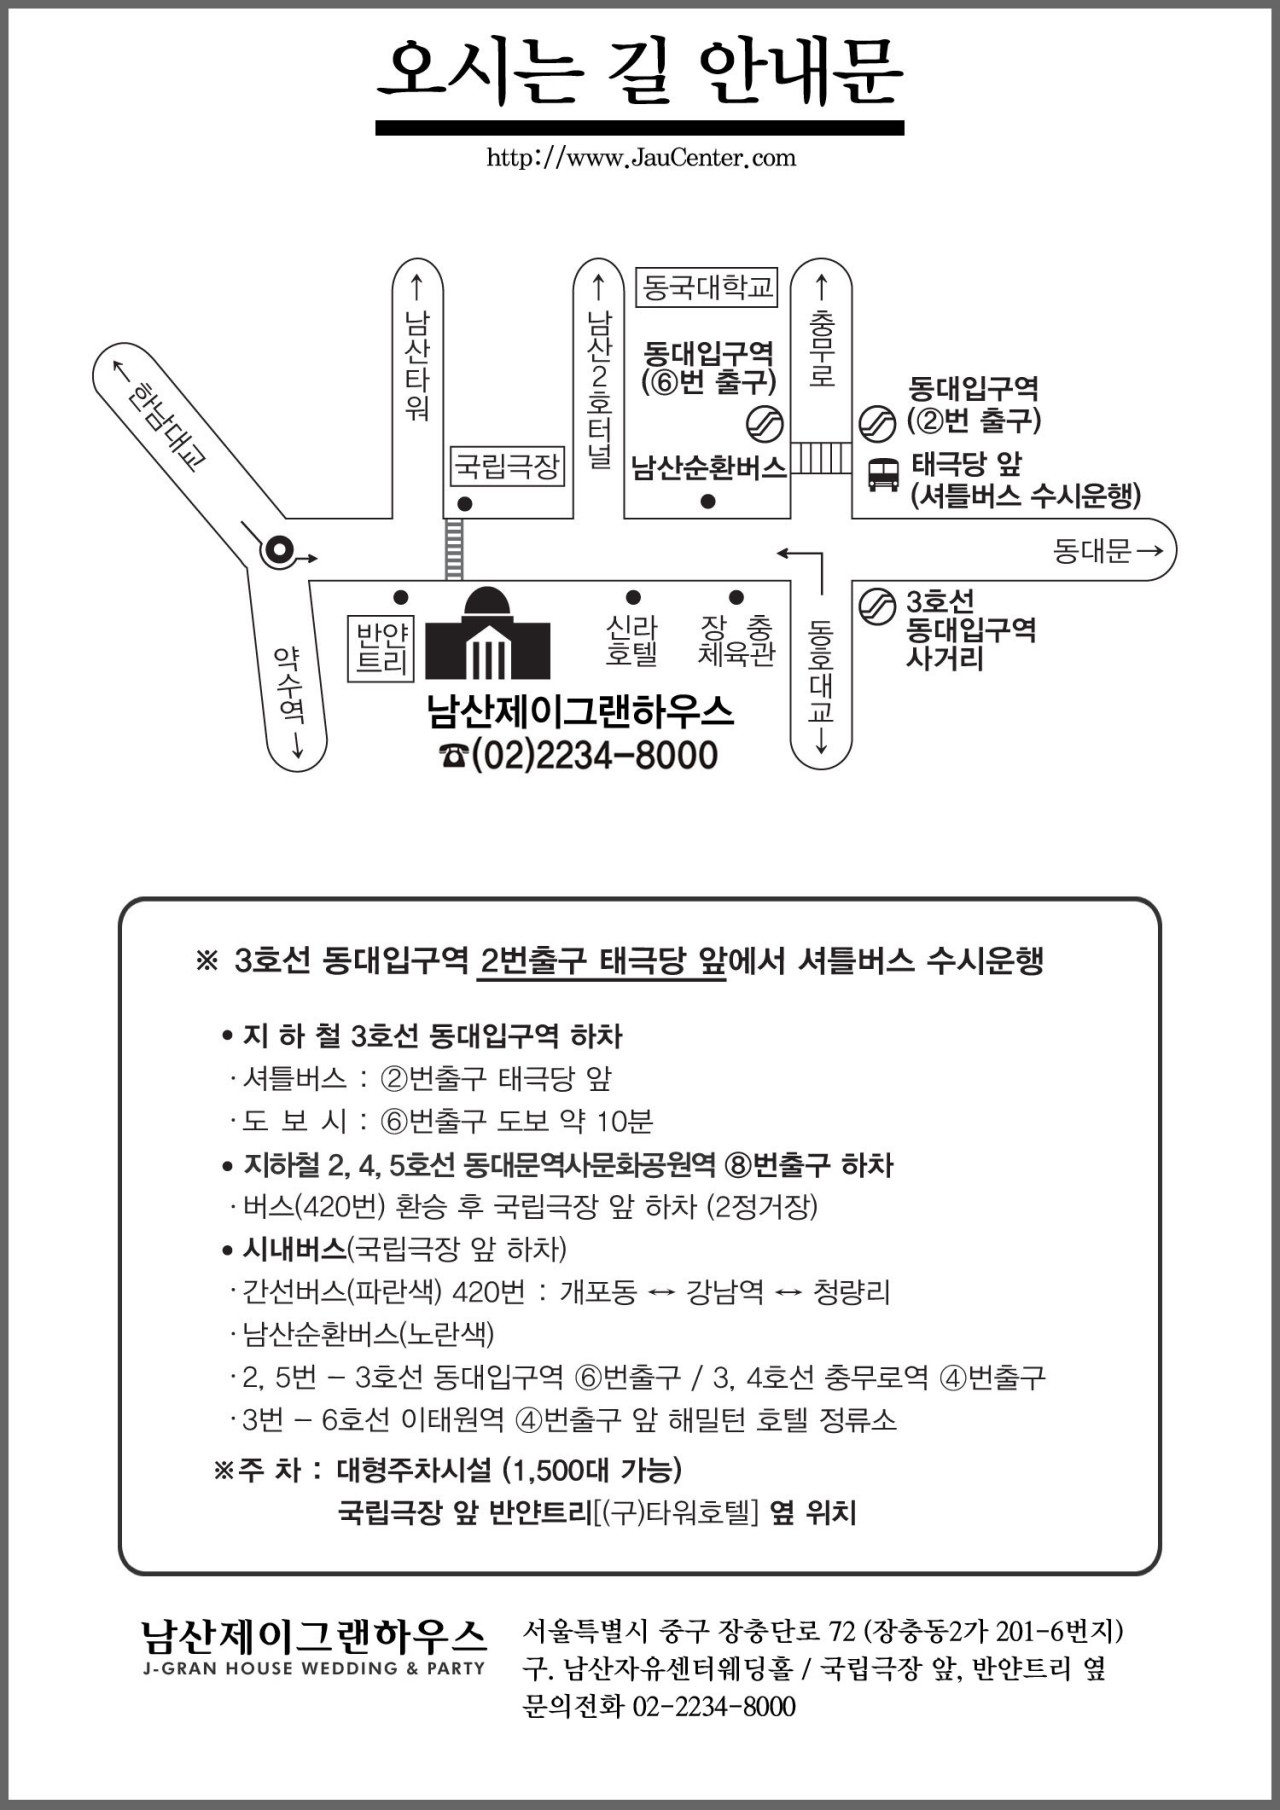 오시는 길 안내문
http://www.JauCenter.com
↑ 남산타워
↑ 남산2호터널
동국대학교
↑ 충무로
← 한남대교
동대입구역
(⑥번 출구)
동대입구역
(②번 출구)
국립극장
남산순환버스
태극당 앞
(셔틀버스 수시운행)
동대문→
반얀
트리
신라
호텔
장 충
체육관
동호대교 ↓
3호선
동대입구역
사거리
약수역 ↓
남산제이그랜하우스
☎(02)2234-8000
※ 3호선 동대입구역 2번출구 태극당 앞에서 셔틀버스 수시운행
• 지 하 철 3호선 동대입구역 하차
· 셔틀버스 : ②번출구 태극당 앞
· 도 보 시 : ⑥번출구 도보 약 10분
• 지하철 2, 4, 5호선 동대문역사문화공원역 ⑧번출구 하차
· 버스(420번) 환승 후 국립극장 앞 하차 (2정거장)
• 시내버스(국립극장 앞 하차)
· 간선버스(파란색) 420번 : 개포동 ↔ 강남역 ↔ 청량리
· 남산순환버스(노란색)
· 2, 5번 – 3호선 동대입구역 ⑥번출구 / 3, 4호선 충무로역 ④번출구
· 3번 – 6호선 이태원역 ④번출구 앞 해밀턴 호텔 정류소
※주 차 : 대형주차시설 (1,500대 가능)
국립극장 앞 반얀트리[(구)타워호텔] 옆 위치
남산제이그랜하우스
J-GRAN HOUSE WEDDING & PARTY
서울특별시 중구 장충단로 72 (장충동2가 201-6번지)
구. 남산자유센터웨딩홀 / 국립극장 앞, 반얀트리 옆
문의전화 02-2234-8000